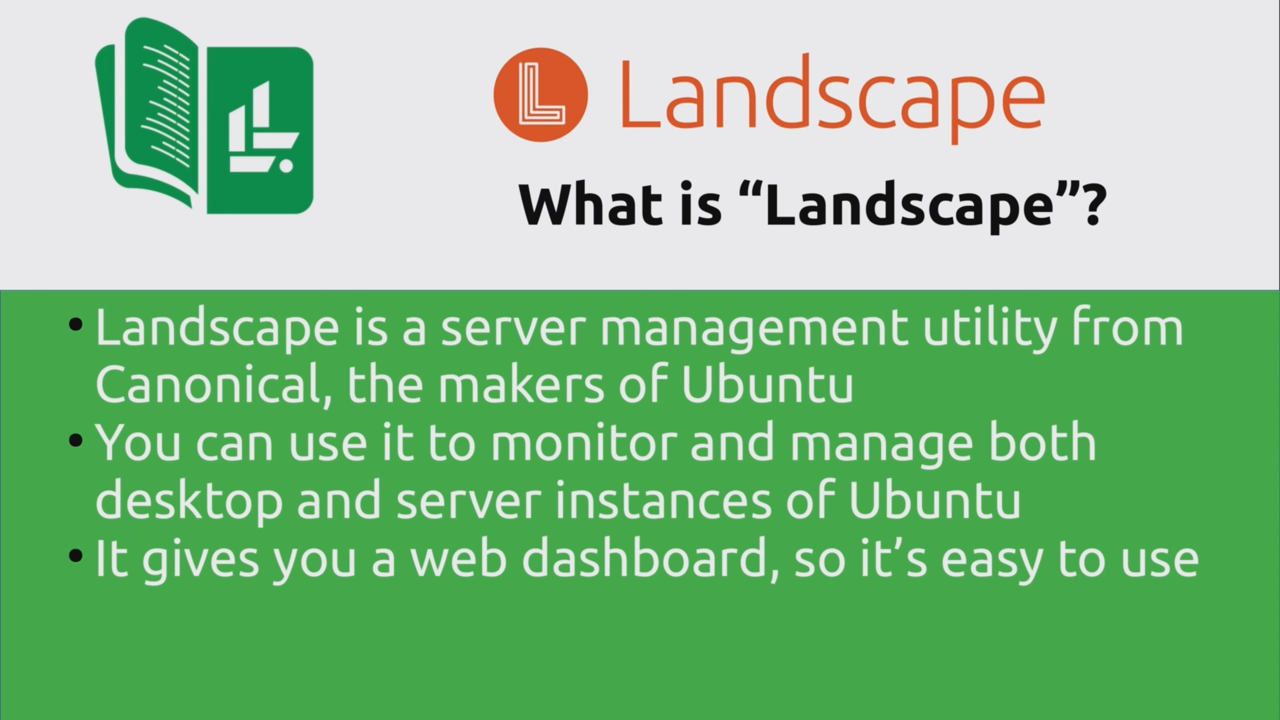 Landscape
What is “Landscape”?
• Landscape is a server management utility from
Canonical, the makers of Ubuntu
• You can use it to monitor and manage both
desktop and server instances of Ubuntu
• It gives you a web dashboard, so it’s easy to use